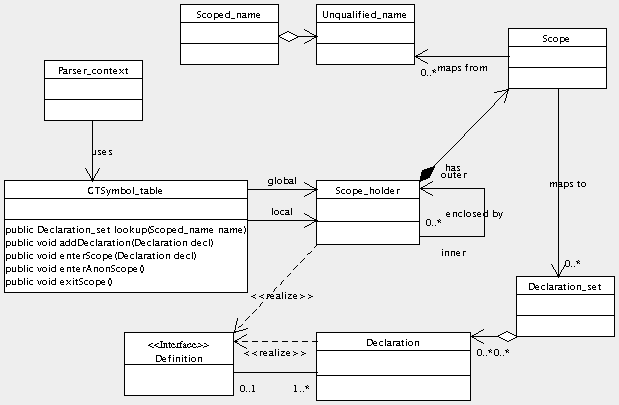 Scoped_name
Unqualified_name
Scope
maps from
0..*
Parser_context
uses
has
outer
CTSymbol_table
global
Scope_holder
maps to
local
0..*
enclosed by
public Declaration_set lookup(Scoped_name name)
public void addDeclaration(Declaration decl)
public void enterScope(Declaration decl)
public void enterAnonScope()
public void exitScope()
inner
0..*
Declaration_set
<<realize>>
<<Interface>>
Definition
Declaration
<<realize>>
0..*0..*
0..1
1..*